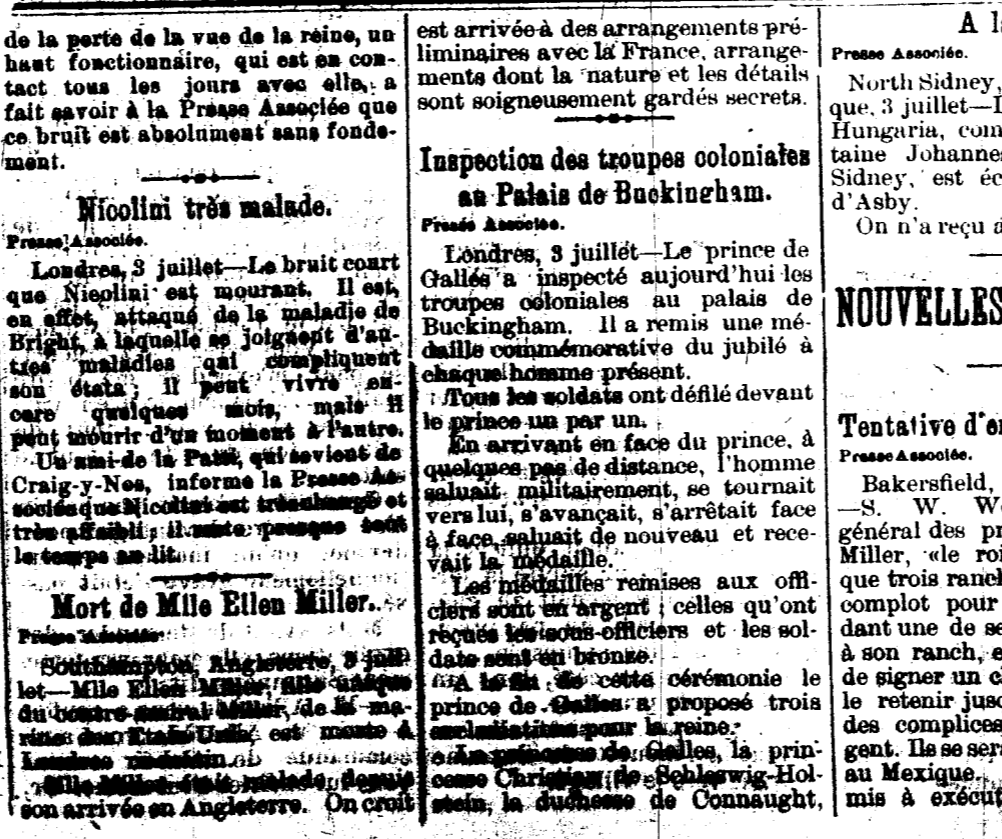 de la perte de la vue de la reine, un
haut fonctionnaire, qui est en con-
tact tous les jours avec elle, a
fait savoir à la Presse Associée que
ce bruit est absolument sans fonde-
ment.
Nicolini très malade.
Presse Associée.
Londres, 3 juillet—Le bruit court
que Nicolini est mourant. Il est,
en effet, attaqué de la maladie de
Bright, à laquelle se joignent d'au-
tres maladies qui compliquent
son état; il peut vivre en-
core quelques mois, mais il
peut mourir d'un moment à l'autre.
Un ami de la Patti, qui revient de
Craig-y-Nos, informe la Presse As-
sociée que Nicolini est très changé et
très affaibli; il reste presque tout
le temps au lit.
Mort de Mlle Ellen Miller.
Presse Associée.
Southampton, Angleterre, 3 juil-
let—Mlle Ellen Miller, fille unique
du contre-amiral Miller, de la ma-
rine des Etats Unis, est morte à
Londres
Mlle Miller était malade depuis
son arrivée en Angleterre. On croit
est arrivée à des arrangements pré-
liminaires avec la France, arrange-
ments dont la nature et les détails
sont soigneusement gardés secrets.
Inspection des troupes coloniales
au Palais de Buckingham.
Presse Associée.
Londres, 3 juillet—Le prince de
Galles a inspecté aujourd'hui les
troupes coloniales au palais de
Buckingham. Il a remis une mé-
daille commémorative du jubilé à
chaque homme présent.
Tous les soldats ont défilé devant
le prince un par un.
En arrivant en face du prince, à
quelques pas de distance, l'homme
saluait militairement, se tournait
vers lui, s'avançait, s'arrêtait face
à face, saluait de nouveau et rece-
vait la médaille.
Les médailles remises aux offi-
ciers sont en argent; celles qu'ont
reçues les sous-officiers et les sol-
dats sont en bronze.
A la fin de cette cérémonie le
prince de Galles a proposé trois
acclamations pour la reine.
La princesse de Galles, la prin-
cesse Christian de Schleswig-Hol-
stein, la duchesse de Connaught,
A l
Presse Associée.
North Sidney,
que, 3 juillet—
Hungaria, com
taine Johannes
Sidney, est éc
d'Asby.
On n'a reçu a
NOUVELLES
Tentative d'e
Presse Associée.
Bakersfield,
—S. W. W
général des pr
Miller, «le roi
que trois ranch
complot pour
dant une de se
à son ranch, e
de signer un c
le retenir jusq
des complices
gent. Ils se ser
au Mexique.
mis à exécut